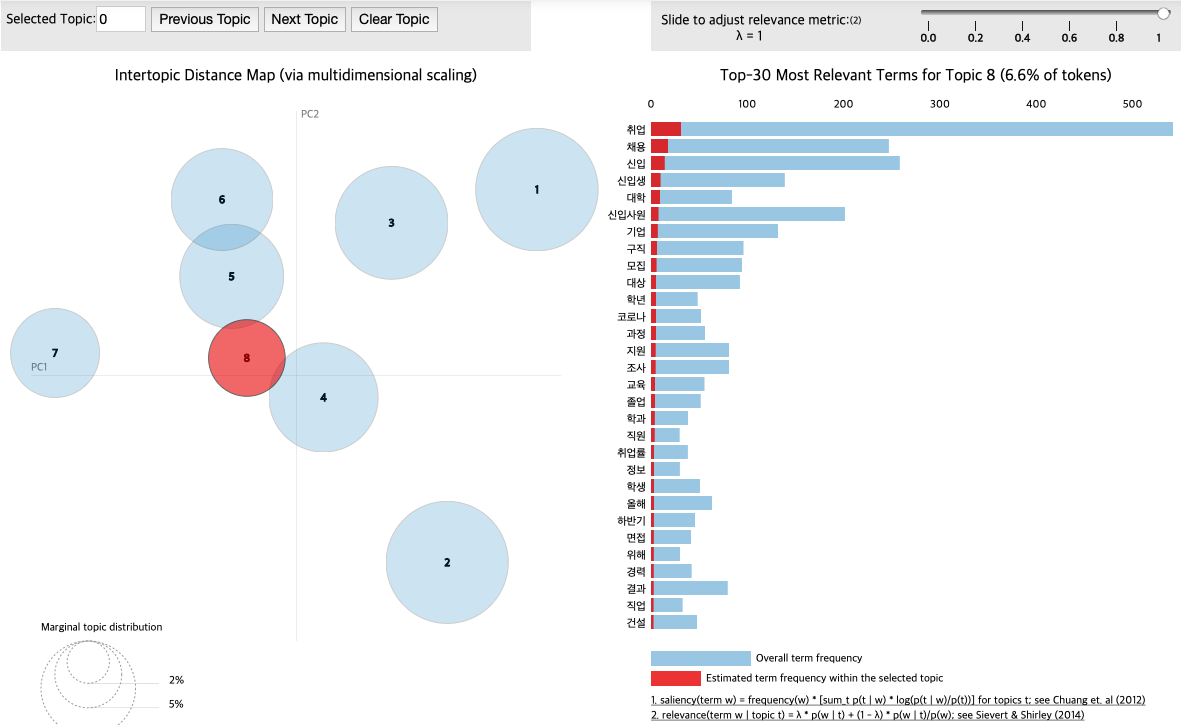 Selected Topic: 0 Previous Topic Next Topic Clear Topic
Slide to adjust relevance metric:(2)
λ = 1
0.0 0.2 0.4 0.6 0.8 1
Intertopic Distance Map (via multidimensional scaling)
PC2
PC1
1
2
3
4
5
6
7
8
Marginal topic distribution
2%
5%
Top-30 Most Relevant Terms for Topic 8 (6.6% of tokens)
0 100 200 300 400 500
취업
채용
신입
신입생
대학
신입사원
기업
구직
모집
대상
학년
코로나
과정
지원
조사
교육
졸업
학과
직원
취업률
정보
학생
올해
하반기
면접
위해
경력
결과
직업
건설
Overall term frequency
Estimated term frequency within the selected topic
1. saliency(term w) = frequency(w) * [sum_t p(t | w) * log(p(t | w)/p(t))] for topics t; see Chuang et. al (2012)
2. relevance(term w | topic t) = λ * p(w | t) + (1 - λ) * p(w | t)/p(w); see Sievert & Shirley (2014)